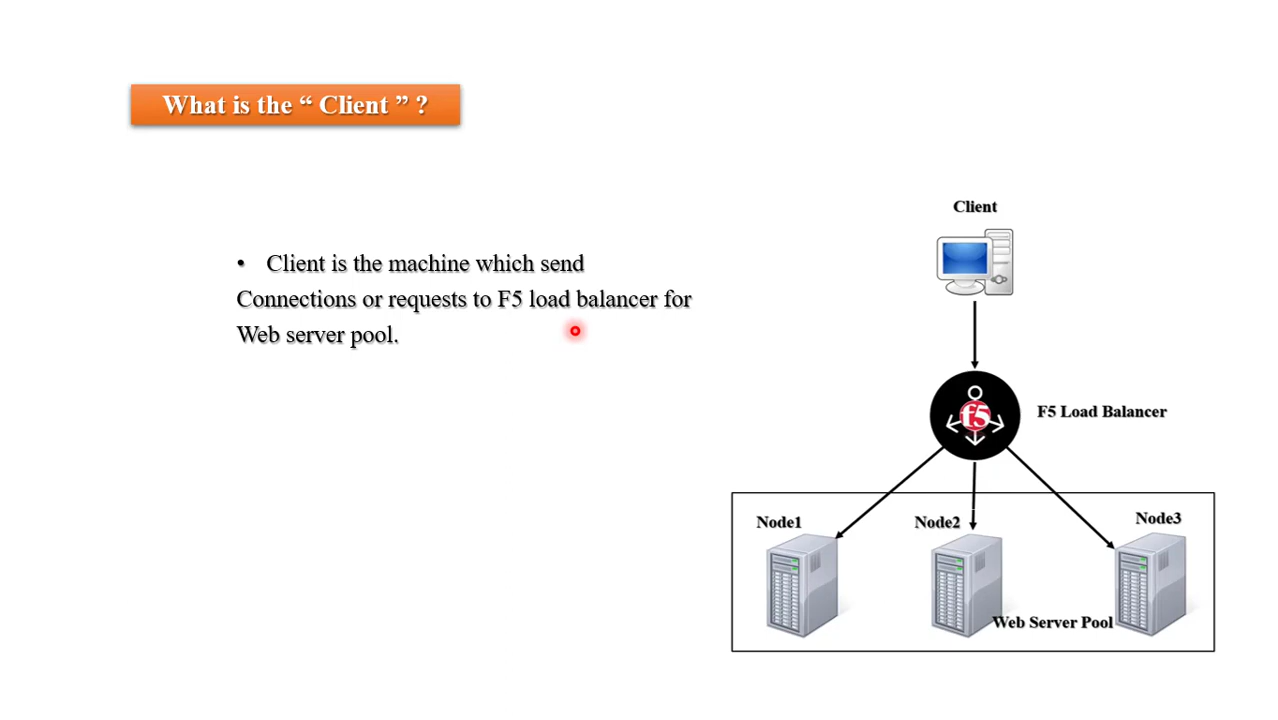 What is the “ Client ” ?
• Client is the machine which send
Connections or requests to F5 load balancer for
Web server pool.
Client
f5
F5 Load Balancer
Node1
Node2
Node3
Web Server Pool